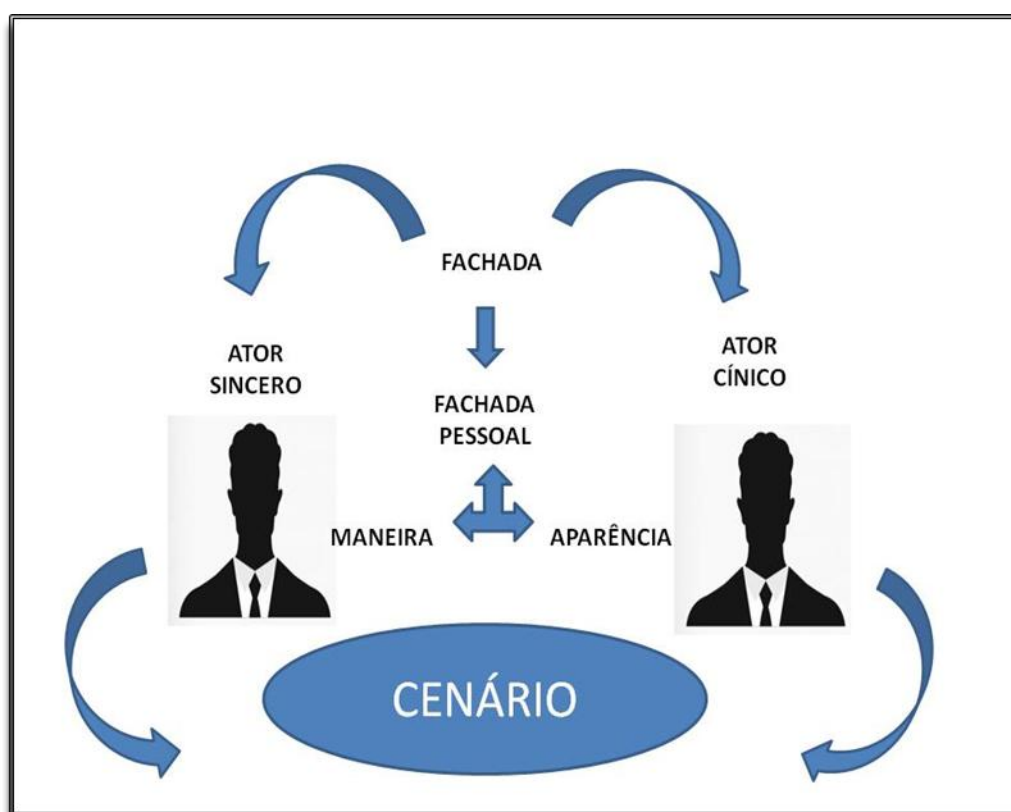 FACHADA
ATOR
SINCERO
ATOR
CÍNICO
FACHADA
PESSOAL
MANEIRA
APARÊNCIA
CENÁRIO